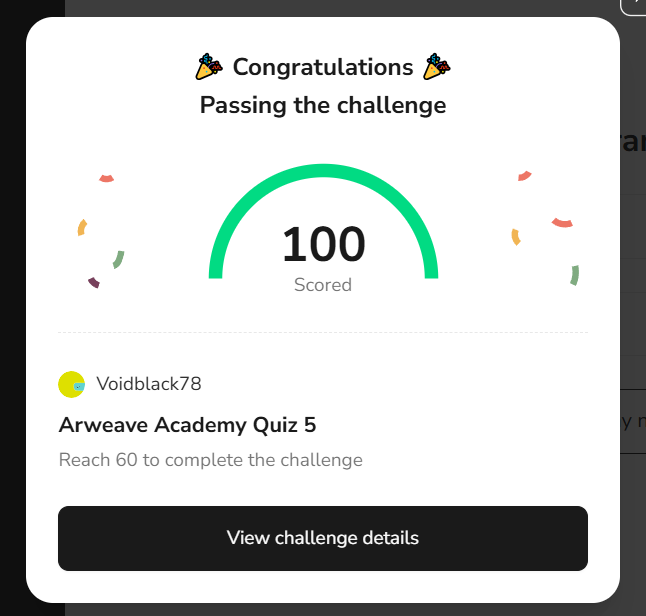 Congratulations
Passing the challenge
100
Scored
Voidblack78
Arweave Academy Quiz 5
Reach 60 to complete the challenge
View challenge details